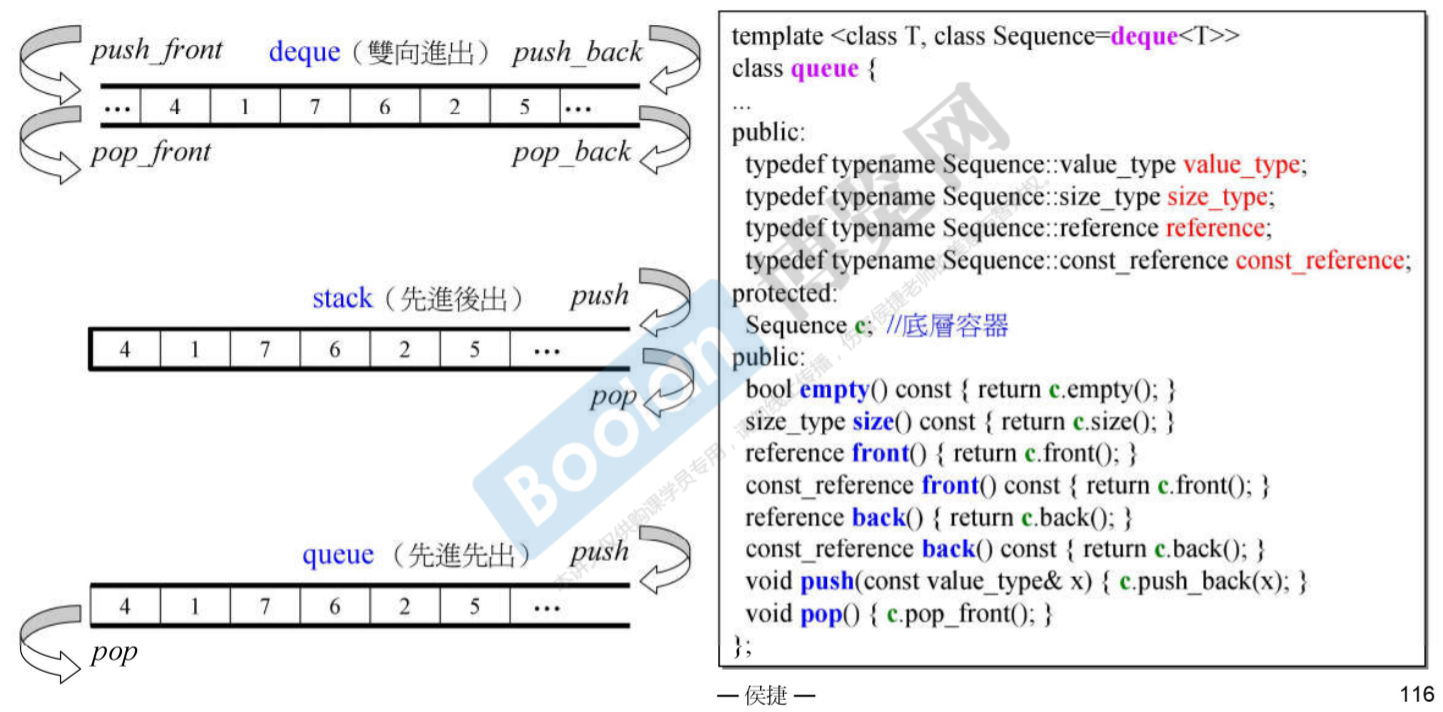 push_front deque（雙向進出） push_back
··· 4 1 7 6 2 5 ···
pop_front pop_back
stack（先進後出） push
4 1 7 6 2 5 ···
pop
queue （先進先出） push
4 1 7 6 2 5 ···
pop
template <class T, class Sequence=deque<T>>
class queue {
...
public:
typedef typename Sequence::value_type value_type;
typedef typename Sequence::size_type size_type;
typedef typename Sequence::reference reference;
typedef typename Sequence::const_reference const_reference;
protected:
Sequence c; //底層容器
public:
bool empty() const { return c.empty(); }
size_type size() const { return c.size(); }
reference front() { return c.front(); }
const_reference front() const { return c.front(); }
reference back() { return c.back(); }
const_reference back() const { return c.back(); }
void push(const value_type& x) { c.push_back(x); }
void pop() { c.pop_front(); }
};
Boolan
博览网
— 侯捷 —
116